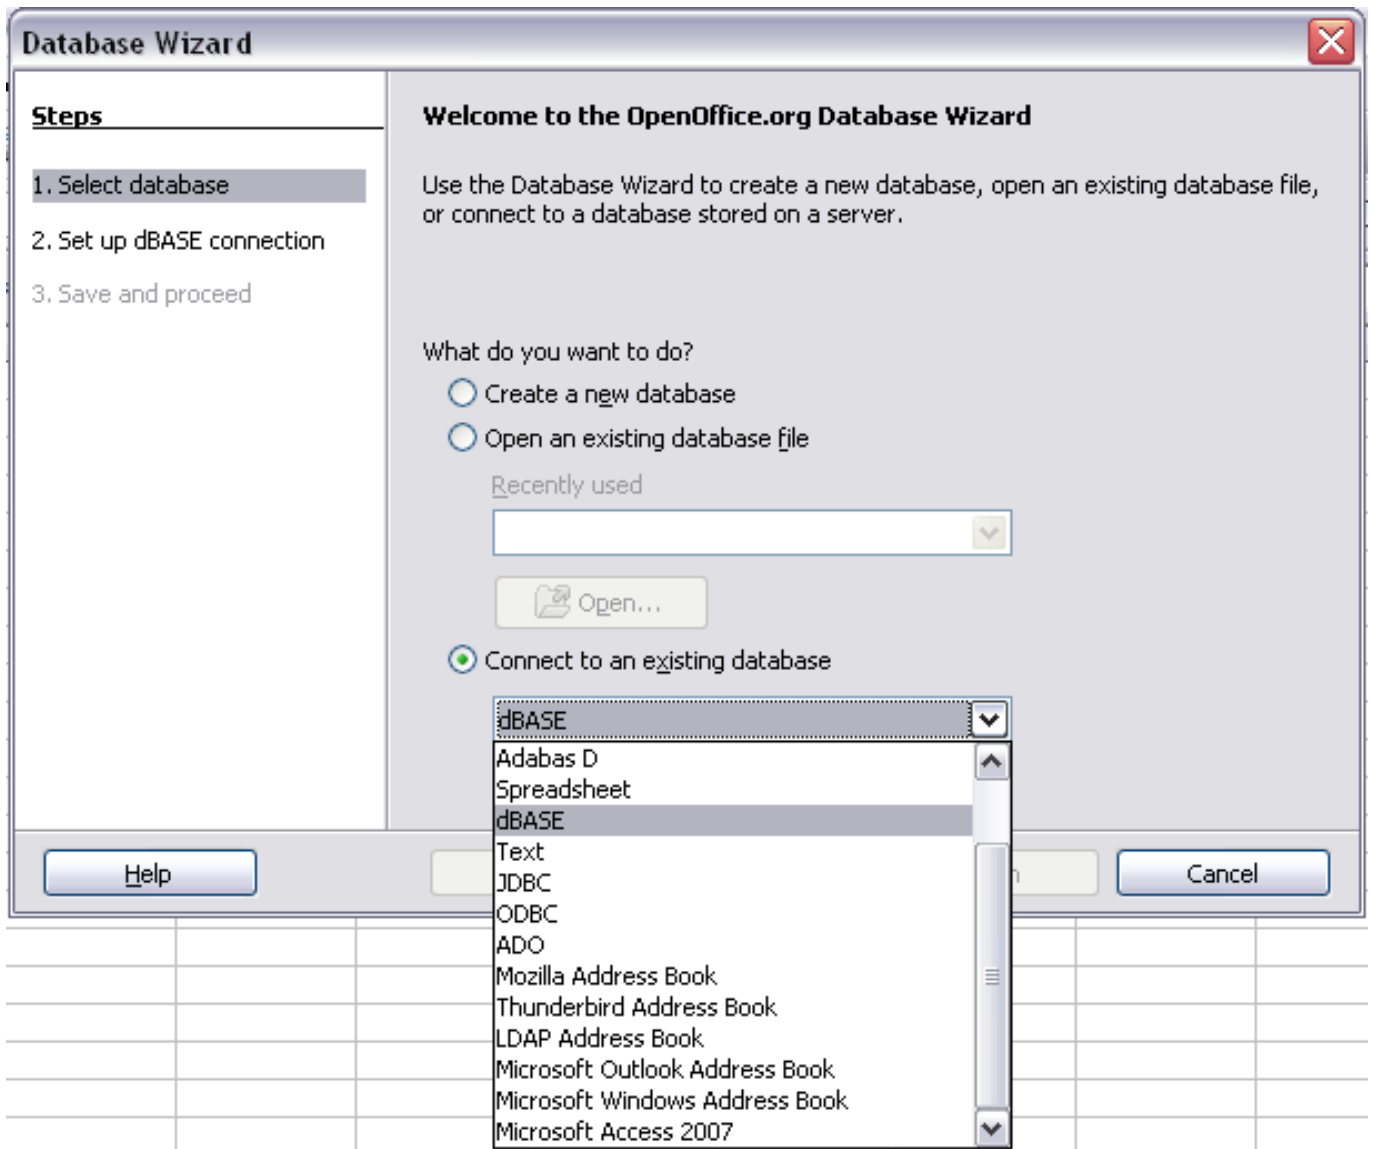 Database Wizard
Steps
1. Select database
2. Set up dBASE connection
3. Save and proceed
Welcome to the OpenOffice.org Database Wizard
Use the Database Wizard to create a new database, open an existing database file,
or connect to a database stored on a server.
What do you want to do?
Create a new database
Open an existing database file
Recently used
Open...
Connect to an existing database
dBASE
Adabas D
Spreadsheet
dBASE
Text
JDBC
ODBC
ADO
Mozilla Address Book
Thunderbird Address Book
LDAP Address Book
Microsoft Outlook Address Book
Microsoft Windows Address Book
Microsoft Access 2007
Help
Cancel